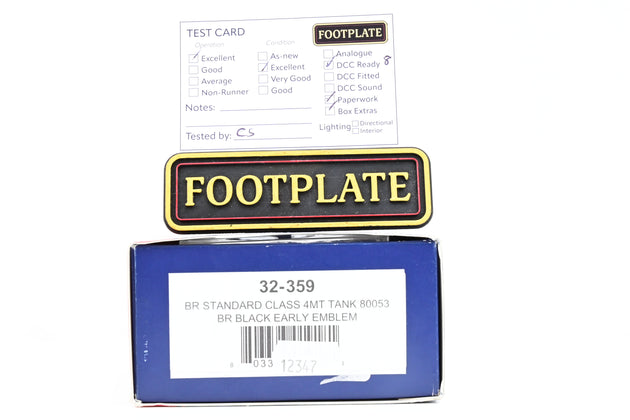 TEST CARD
FOOTPLATE
Operation
Condition
Analogue
Excellent
As-new
DCC Ready 8
Good
Excellent
DCC Fitted
Average
Very Good
DCC Sound
Non-Runner
Good
Paperwork
Box Extras
Notes:
Lighting
Directional
Interior
Tested by: CS
FOOTPLATE
32-359
BR STANDARD CLASS 4MT TANK 80053
BR BLACK EARLY EMBLEM
033 12347